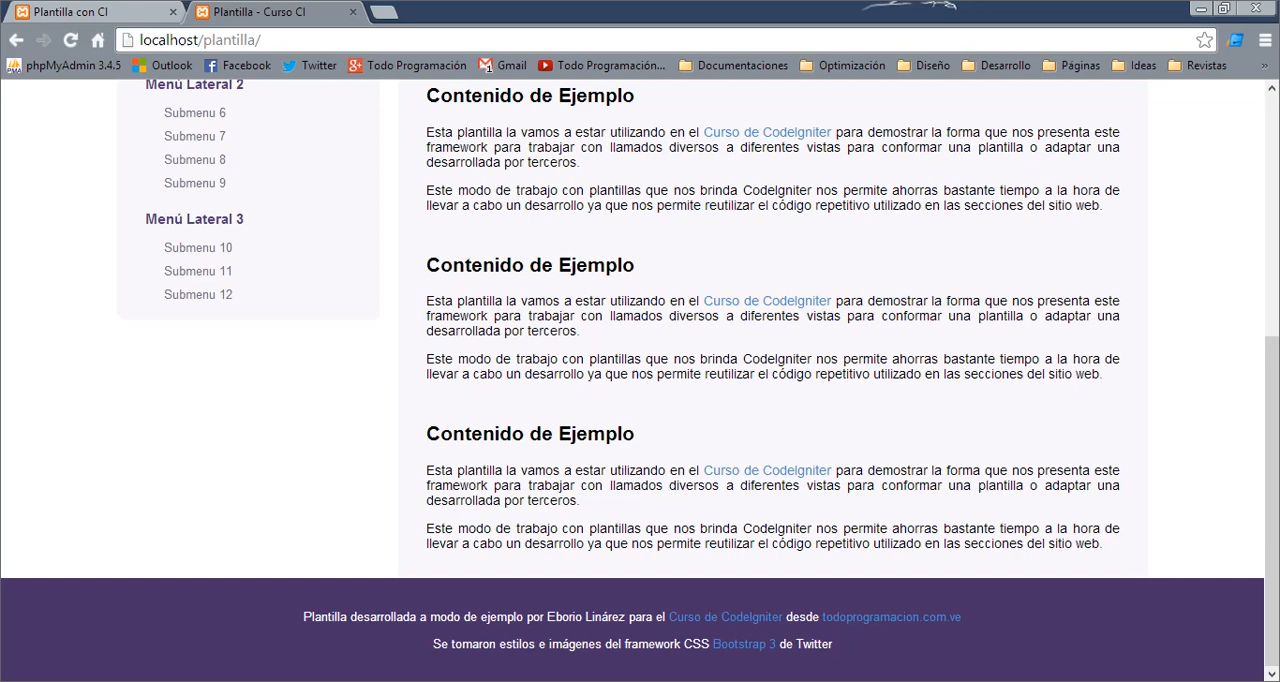 Plantilla con CI
Plantilla - Curso CI
localhost/plantilla/
phpMyAdmin 3.4.5 Outlook Facebook Twitter Todo Programación Gmail Todo Programación... Documentaciones Optimización Diseño Desarrollo Páginas Ideas Revistas »
Menú Lateral 2
Submenu 6
Submenu 7
Submenu 8
Submenu 9
Menú Lateral 3
Submenu 10
Submenu 11
Submenu 12
Contenido de Ejemplo
Esta plantilla la vamos a estar utilizando en el Curso de CodeIgniter para demostrar la forma que nos presenta este
framework para trabajar con llamados diversos a diferentes vistas para conformar una plantilla o adaptar una
desarrollada por terceros.
Este modo de trabajo con plantillas que nos brinda CodeIgniter nos permite ahorras bastante tiempo a la hora de
llevar a cabo un desarrollo ya que nos permite reutilizar el código repetitivo utilizado en las secciones del sitio web.
Contenido de Ejemplo
Esta plantilla la vamos a estar utilizando en el Curso de CodeIgniter para demostrar la forma que nos presenta este
framework para trabajar con llamados diversos a diferentes vistas para conformar una plantilla o adaptar una
desarrollada por terceros.
Este modo de trabajo con plantillas que nos brinda CodeIgniter nos permite ahorras bastante tiempo a la hora de
llevar a cabo un desarrollo ya que nos permite reutilizar el código repetitivo utilizado en las secciones del sitio web.
Contenido de Ejemplo
Esta plantilla la vamos a estar utilizando en el Curso de CodeIgniter para demostrar la forma que nos presenta este
framework para trabajar con llamados diversos a diferentes vistas para conformar una plantilla o adaptar una
desarrollada por terceros.
Este modo de trabajo con plantillas que nos brinda CodeIgniter nos permite ahorras bastante tiempo a la hora de
llevar a cabo un desarrollo ya que nos permite reutilizar el código repetitivo utilizado en las secciones del sitio web.
Plantilla desarrollada a modo de ejemplo por Eborio Linárez para el Curso de CodeIgniter desde todoprogramacion.com.ve
Se tomaron estilos e imágenes del framework CSS Bootstrap 3 de Twitter